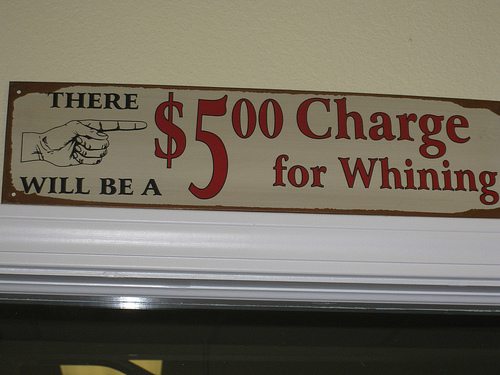 THERE
WILL BE A
$5.00 Charge
for Whining